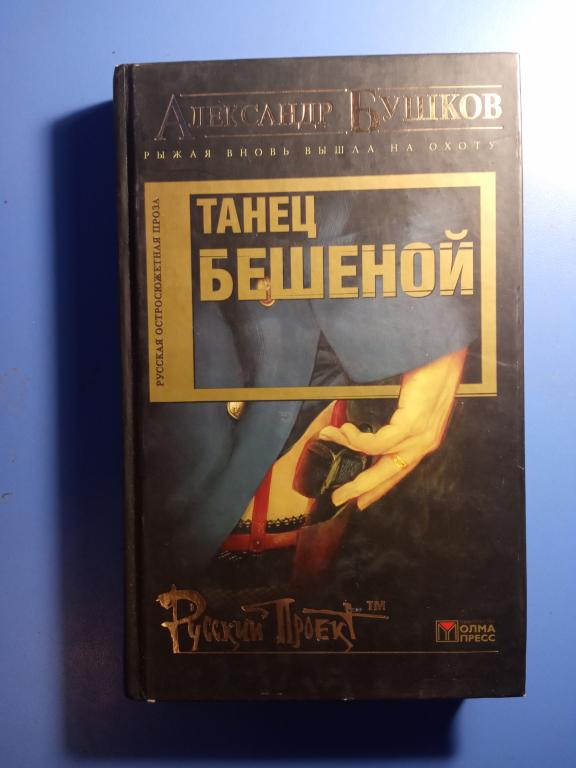 АЛЕКСАНДР БУШКОВ
РЫЖАЯ ВНОВЬ ВЫШЛА НА ОХОТУ
РУССКАЯ ОСТРОСЮЖЕТНАЯ ПРОЗА
ТАНЕЦ
БЕШЕНОЙ
Русский Проект™
ОЛМА
ПРЕСС